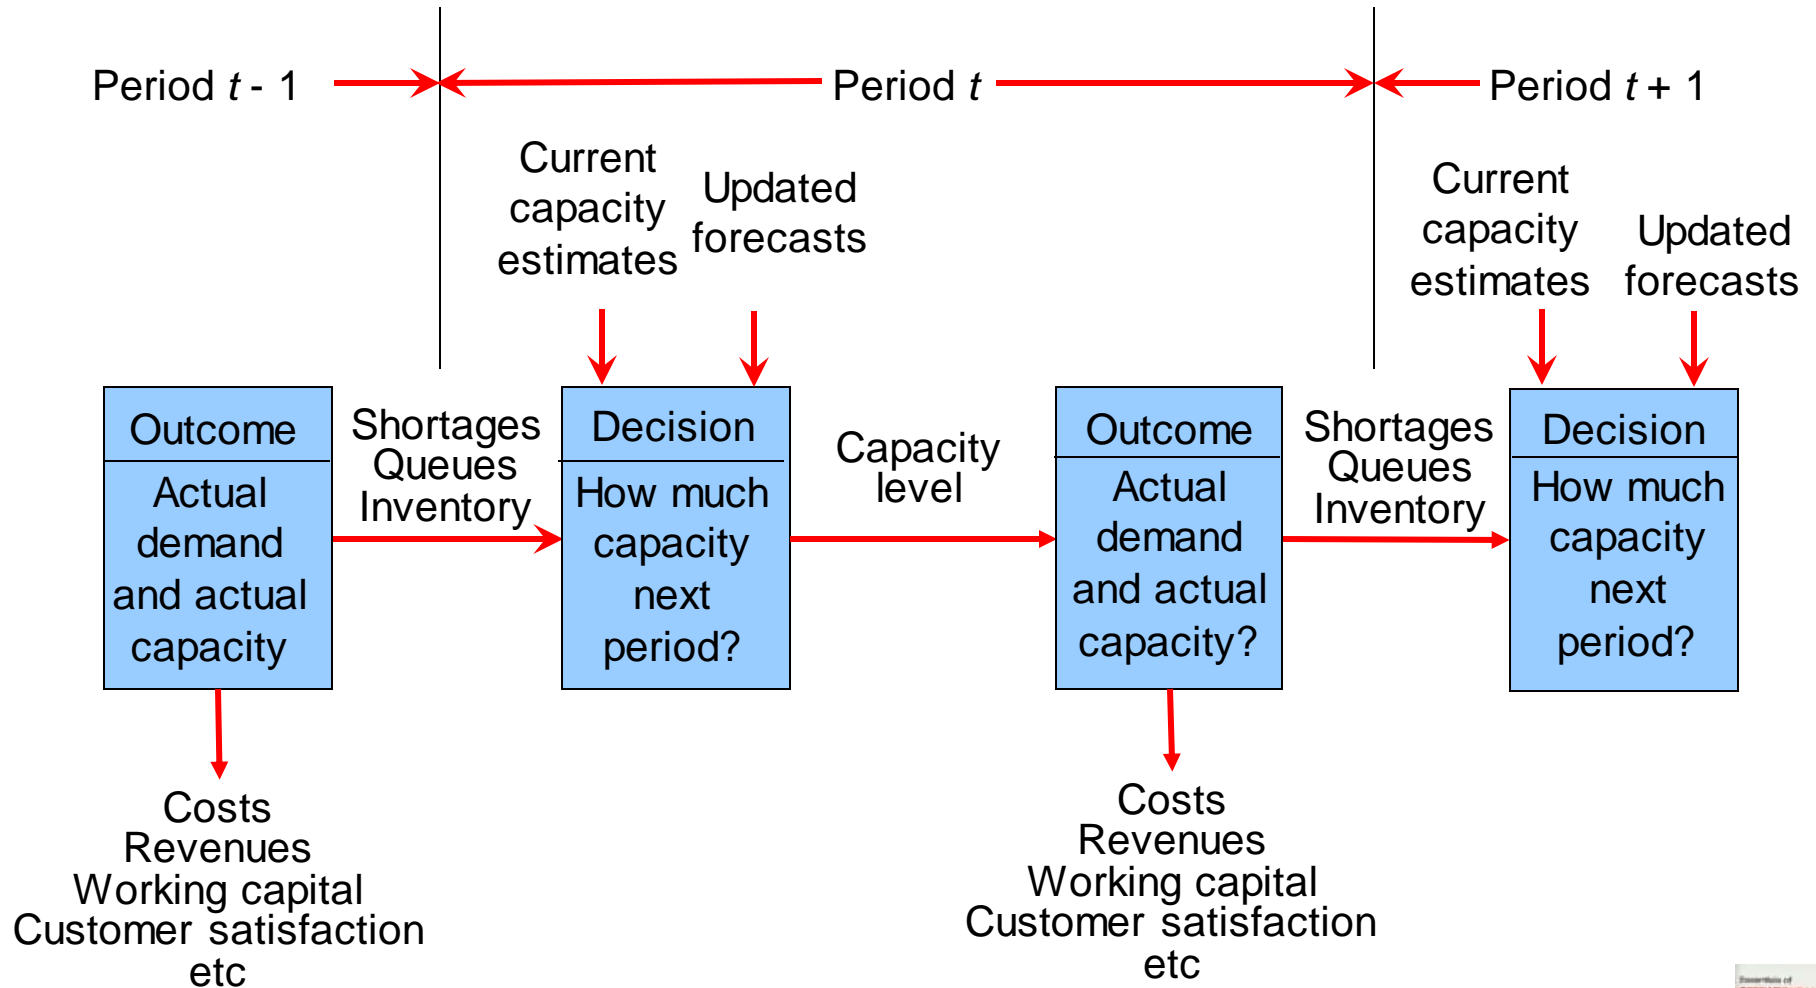 Period t - 1
Period t
Period t + 1
Current
capacity
estimates
Updated
forecasts
Current
capacity
estimates
Updated
forecasts
Outcome
Actual
demand
and actual
capacity
Shortages
Queues
Inventory
Decision
How much
capacity
next
period?
Capacity
level
Outcome
Actual
demand
and actual
capacity?
Shortages
Queues
Inventory
Decision
How much
capacity
next
period?
Costs
Revenues
Working capital
Customer satisfaction
etc
Costs
Revenues
Working capital
Customer satisfaction
etc
Essentials of